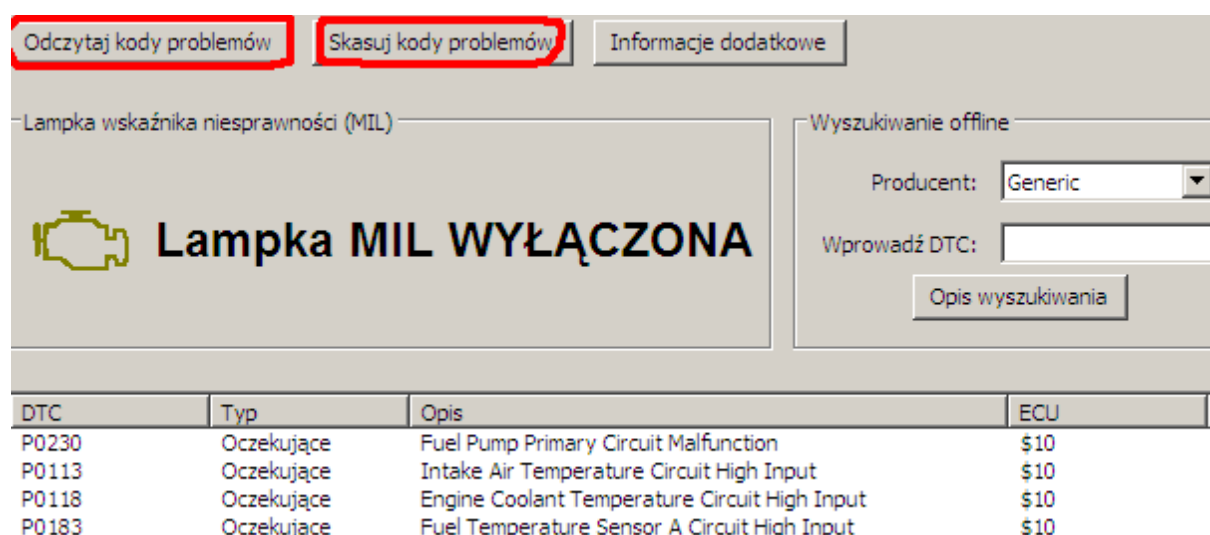 Odczytaj kody problemów Skasuj kody problemów Informacje dodatkowe
Lampka wskaźnika niesprawności (MIL) Wyszukiwanie offline
Producent: Generic
Lampka MIL WYŁĄCZONA Wprowadź DTC:
Opis wyszukiwania
DTC Typ Opis ECU
P0230 Oczekujące Fuel Pump Primary Circuit Malfunction $10
P0113 Oczekujące Intake Air Temperature Circuit High Input $10
P0118 Oczekujące Engine Coolant Temperature Circuit High Input $10
P0183 Oczekujące Fuel Temperature Sensor A Circuit High Input $10